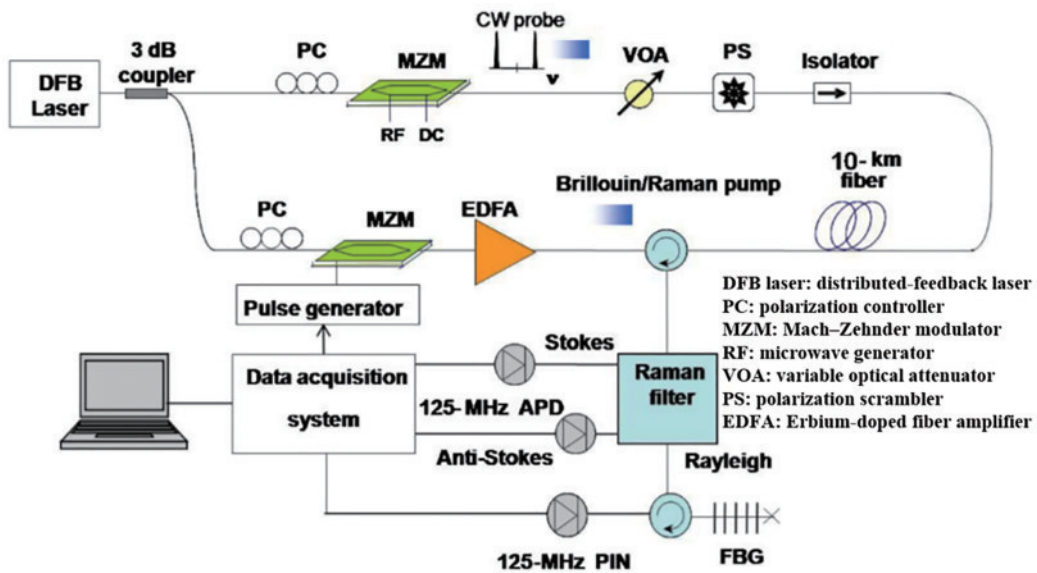 DFB
Laser
3 dB
coupler
PC
MZM
RF
DC
CW probe
ν
VOA
PS
Isolator
10- km
fiber
Brillouin/Raman pump
PC
MZM
EDFA
Pulse generator
Data acquisition
system
Stokes
125- MHz APD
Anti-Stokes
Raman
filter
Rayleigh
125-MHz PIN
FBG
DFB laser: distributed-feedback laser
PC: polarization controller
MZM: Mach–Zehnder modulator
RF: microwave generator
VOA: variable optical attenuator
PS: polarization scrambler
EDFA: Erbium-doped fiber amplifier